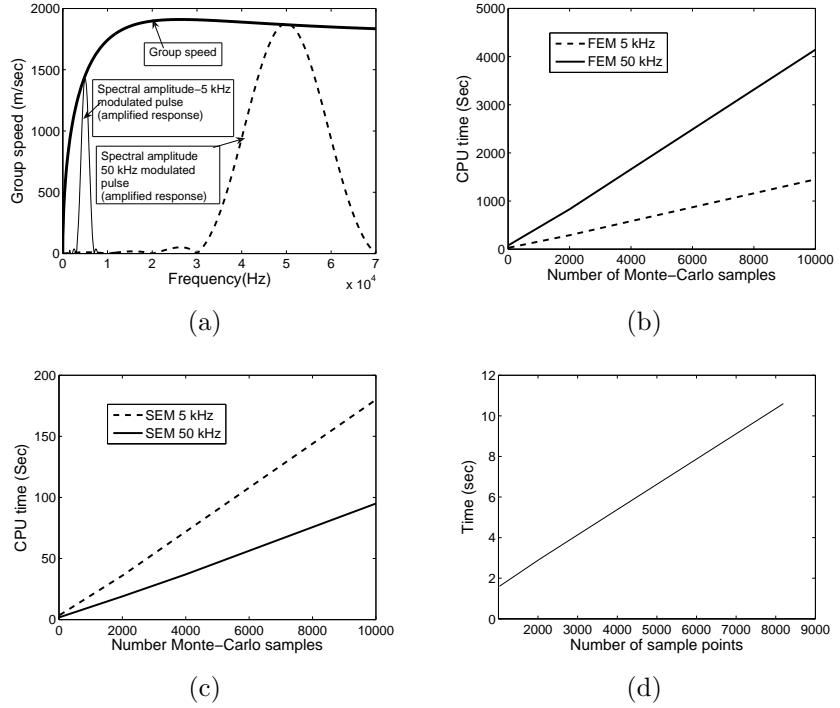 2000
1500
1000
500
0
Group speed (m/sec)
Group speed
Spectral amplitude−5 kHz
modulated pulse
(amplified response)
Spectral amplitude
50 kHz modulated
pulse
(amplified response)
0 1 2 3 4 5 6 7
Frequency(Hz)
x 10^4
(a)
5000
4000
3000
2000
1000
0
CPU time (Sec)
FEM 5 kHz
FEM 50 kHz
0 2000 4000 6000 8000 10000
Number of Monte−Carlo samples
(b)
200
150
100
50
0
CPU time (Sec)
SEM 5 kHz
SEM 50 kHz
0 2000 4000 6000 8000 10000
Number Monte−Carlo samples
(c)
12
10
8
6
4
2
0
Time (sec)
2000 3000 4000 5000 6000 7000 8000 9000
Number of sample points
(d)